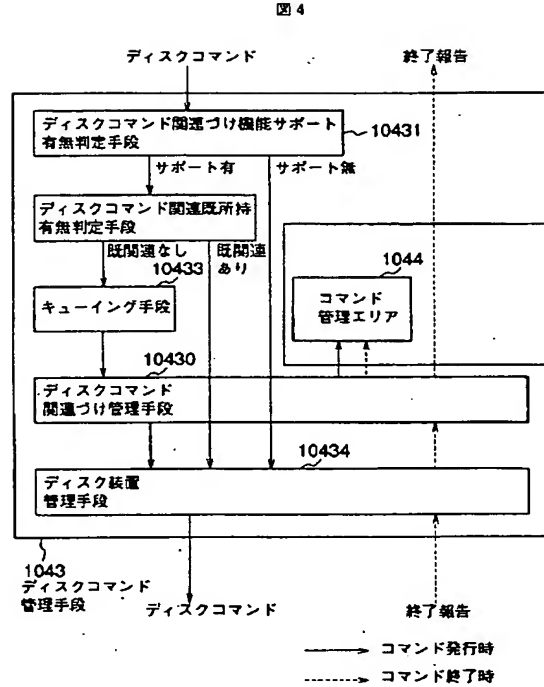 図4
ディスクコマンド
終了報告
ディスクコマンド関連づけ機能サポート
有無判定手段
10431
サポート有
サポート無
ディスクコマンド関連既所持
有無判定手段
既関連なし
既関連
あり
10433
キューイング手段
1044
コマンド
管理エリア
10430
ディスクコマンド
関連づけ管理手段
10434
ディスク装置
管理手段
1043
ディスクコマンド
管理手段
ディスクコマンド
終了報告
コマンド発行時
コマンド終了時